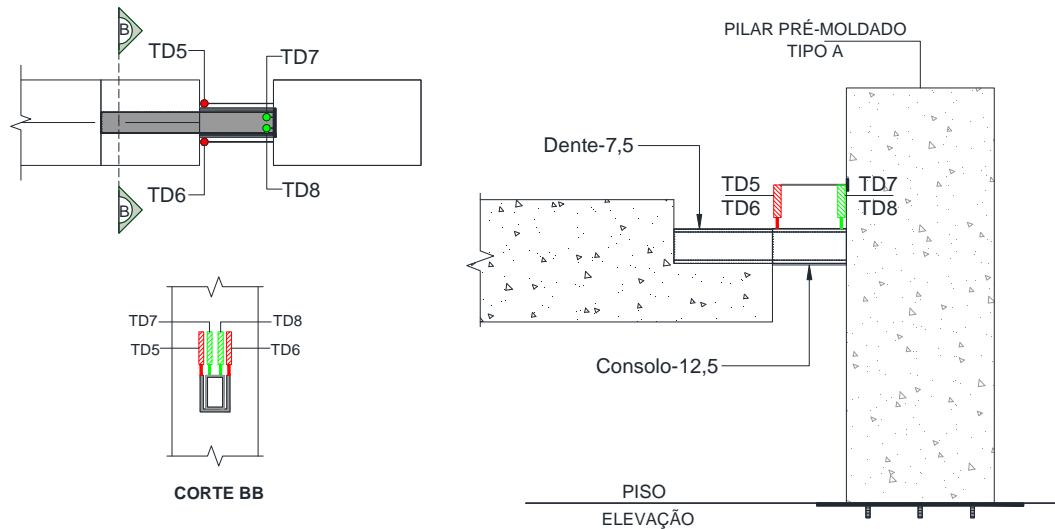 B
TD5
TD7
TD6
TD8
B
TD7
TD8
TD5
TD6
CORTE BB
PILAR PRÉ-MOLDADO
TIPO A
Dente-7,5
TD5
TD7
TD6
TD8
Consolo-12,5
PISO
ELEVAÇÃO